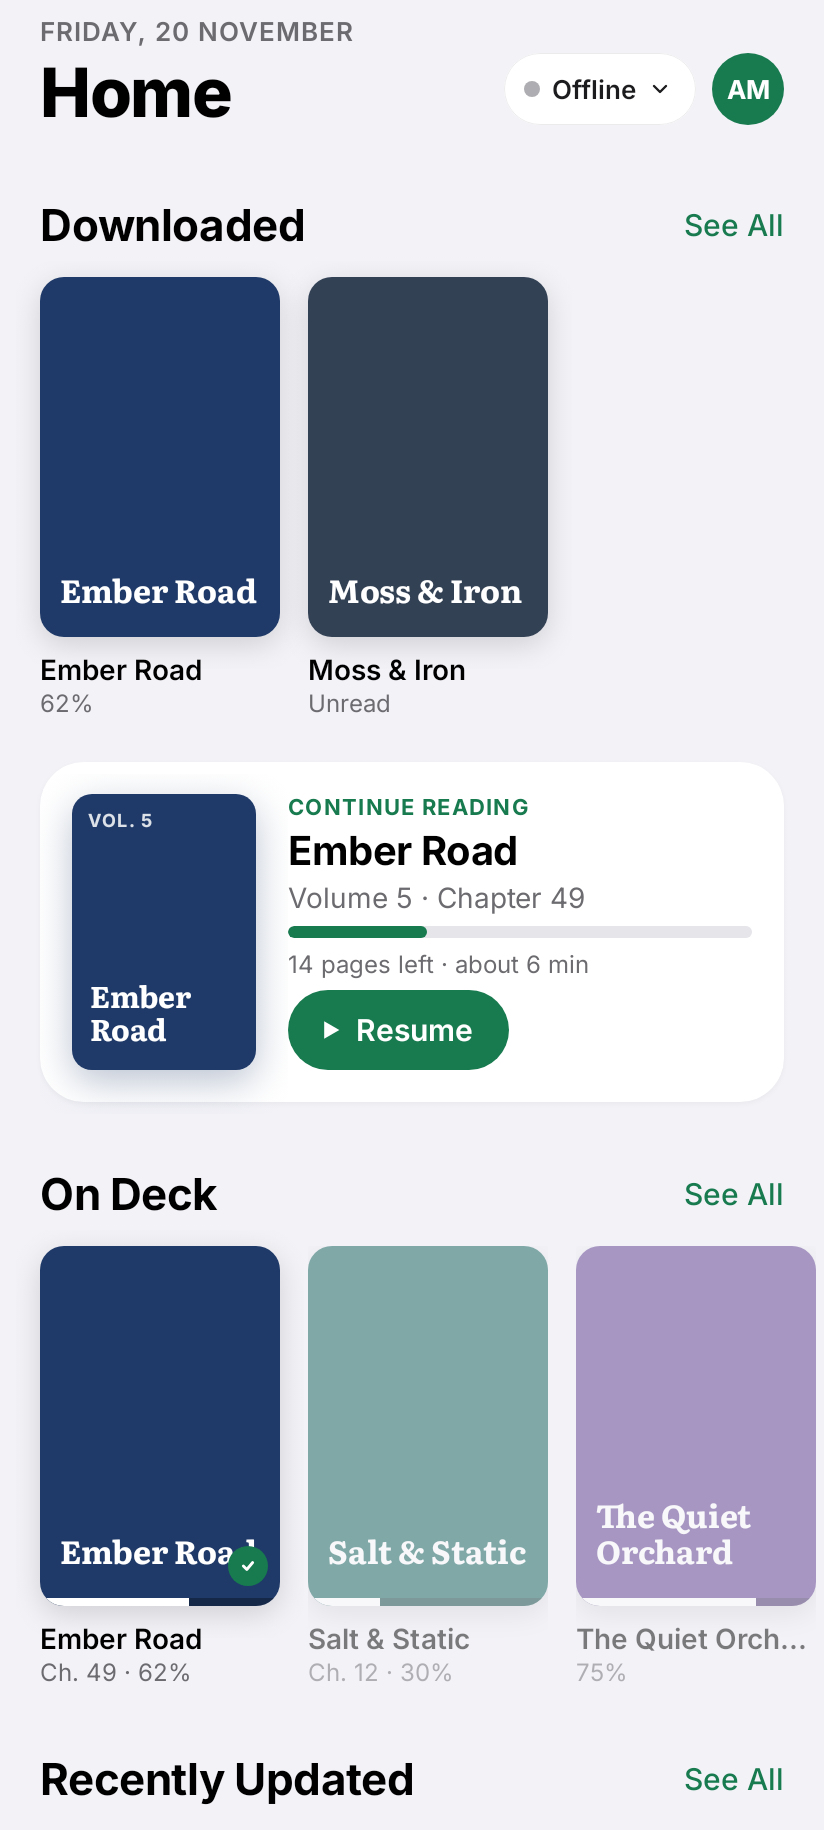 FRIDAY, 20 NOVEMBER
Home
Offline
AM
Downloaded
See All
Ember Road
Moss & Iron
Ember Road
Moss & Iron
62%
Unread
VOL. 5
Ember
Road
CONTINUE READING
Ember Road
Volume 5 · Chapter 49
14 pages left · about 6 min
Resume
On Deck
See All
Ember Road
Salt & Static
The Quiet
Orchard
Ember Road
Salt & Static
The Quiet Orch...
Ch. 49 · 62%
Ch. 12 · 30%
75%
Recently Updated
See All